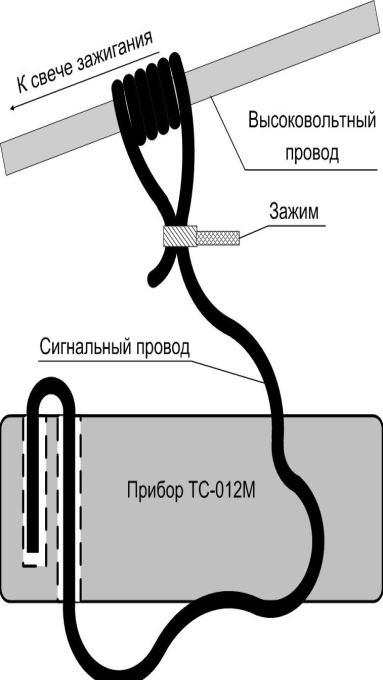 К свече зажигания
Высоковольтный
провод
Зажим
Сигнальный провод
Прибор ТС-012М